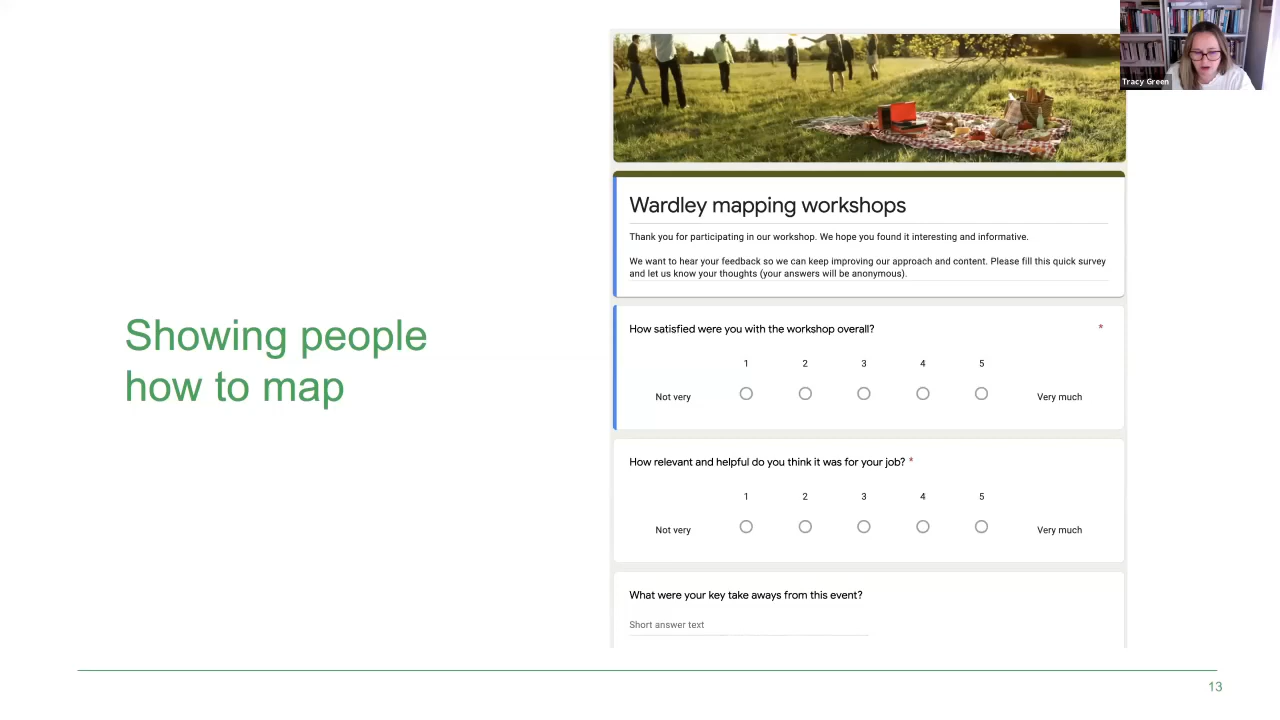 Tracy Green
Showing people
how to map
Wardley mapping workshops
Thank you for participating in our workshop. We hope you found it interesting and informative.
We want to hear your feedback so we can keep improving our approach and content. Please fill this quick survey
and let us know your thoughts (your answers will be anonymous).
How satisfied were you with the workshop overall? *
1 2 3 4 5
Not very Very much
How relevant and helpful do you think it was for your job? *
1 2 3 4 5
Not very Very much
What were your key take aways from this event?
Short answer text
13